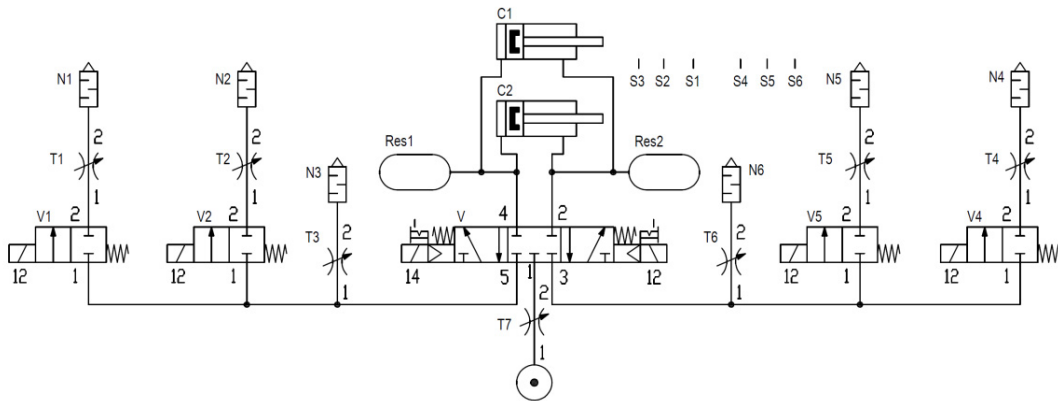 C1
S3 S2 S1 S4 S5 S6
N1 N2 N5 N4
C2
2 2 2 2
Res1 Res2
T1 T2 N3 N6 T5 T4
1 1 1 1
V1 2 V2 2 T3 2 4 V 2 T6 2 V5 2 V4 2
12 1 12 1 1 14 5 1 3 12 1 12 1 12 1
T7 2
1